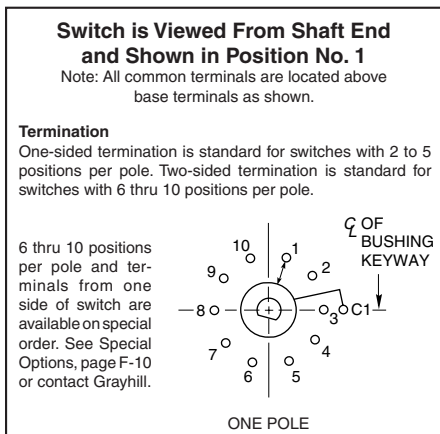 Switch is Viewed From Shaft End
and Shown in Position No. 1
Note: All common terminals are located above
base terminals as shown.
Termination
One-sided termination is standard for switches with 2 to 5
positions per pole. Two-sided termination is standard for
switches with 6 thru 10 positions per pole.
6 thru 10 positions
per pole and ter-
minals from one
side of switch are
available on special
order. See Special
Options, page F-10
or contact Grayhill.
℄ OF
BUSHING
KEYWAY
10
1
9
2
8
3
C1
7
4
6
5
ONE POLE